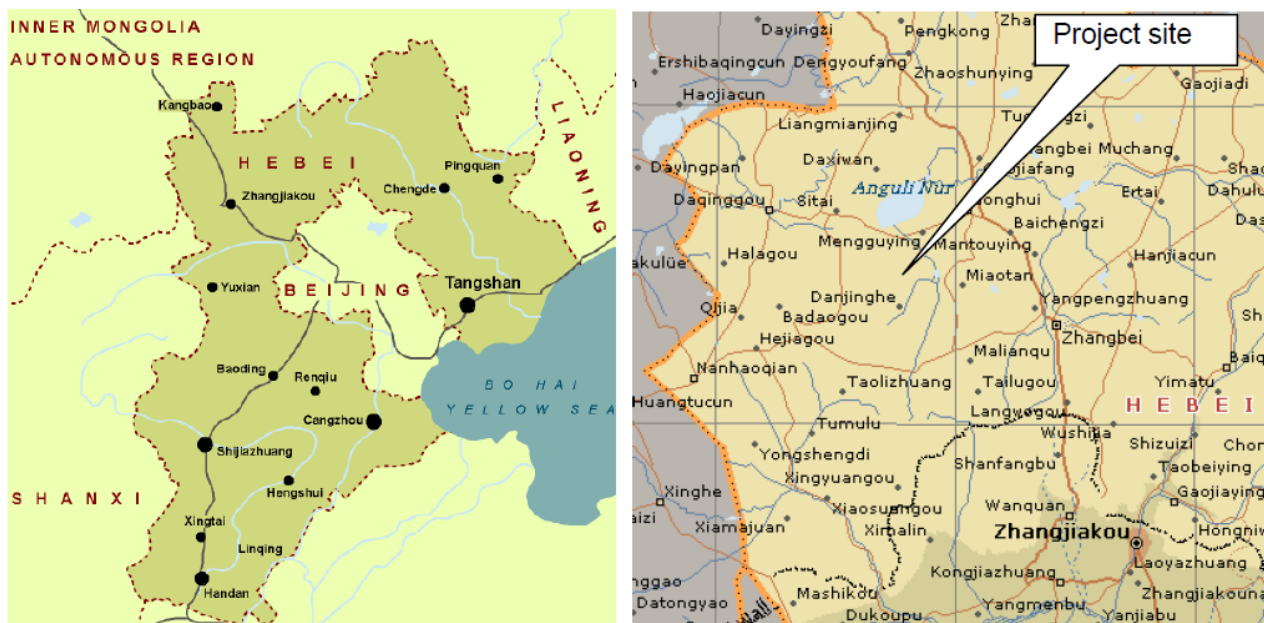 INNER MONGOLIA
AUTONOMOUS REGION
Kangbao
HEBEI
LIAONING
Pingquan
Chengde
Zhangjiakou
BEIJING
Tangshan
Yuxian
Baoding
Renqiu
BO HAI
YELLOW SEA
Cangzhou
Shijiazhuang
Hengshui
SHANXI
Xingtai
Linqing
Handan
Project site
Dayingzi
Pengkong
Ershibaqingcun
Dengyoufang
Zhaoshunying
Gaojiadi
Haojiacun
Liangmianjing
Dayingpan
Daxiwan
Muchang
Anguli Nur
Ertai
Dahulu
Daqinggou
Sitai
Baichengzi
Mengguying
Mantouying
Halagou
Hanjiacun
Miaotan
Danjinghe
Yangpengzhuang
Badaogou
Zhangbei
Hejiagou
Malianqu
Nanhaoqian
Taolizhuang
Tailugou
Yimatu
Huangtucun
Langwogou
HEBEI
Tumulu
Shizuizi
Yongshengdi
Shanfangbu
Taobeiying
Xingyuangou
Gaojiaying
Xinghe
Xiaosuangou
Wanquan
Xiamajuan
Ximalin
Zhangjiakou
Kongjiazhuang
Laoyazhuang
Mashikou
Zhangjiakouna
Datongyao
Dukoupu
Yangmenbu
Yanjiabu